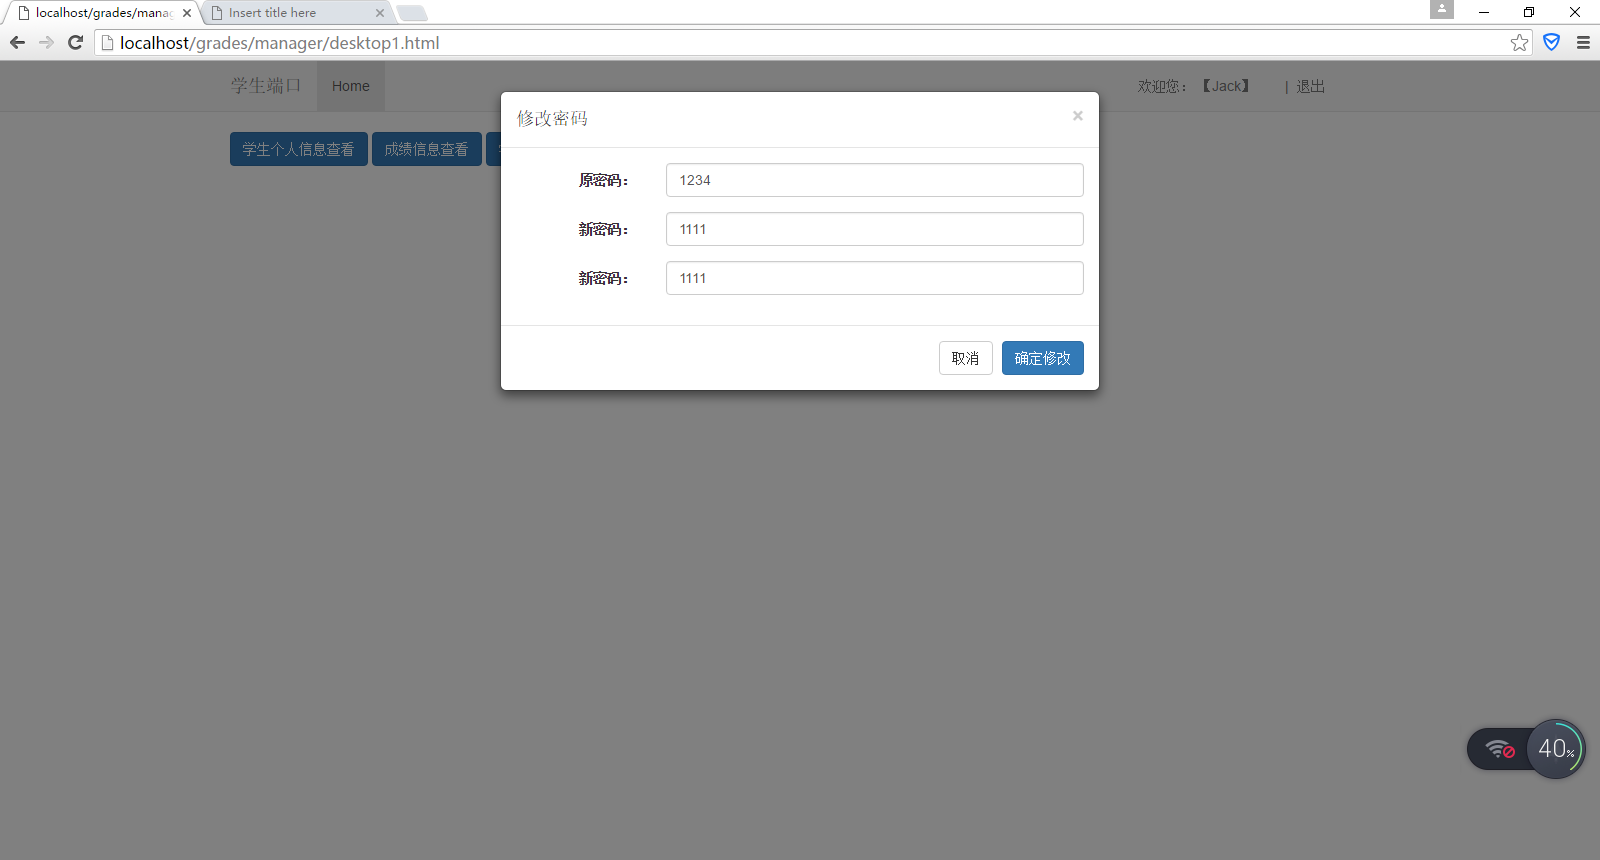 localhost/grades/mana
Insert title here
localhost/grades/manager/desktop1.html
学生端口
Home
欢迎您：【Jack】 | 退出
学生个人信息查看
成绩信息查看
修改密码
×
原密码：
1234
新密码：
1111
新密码：
1111
取消
确定修改
40%